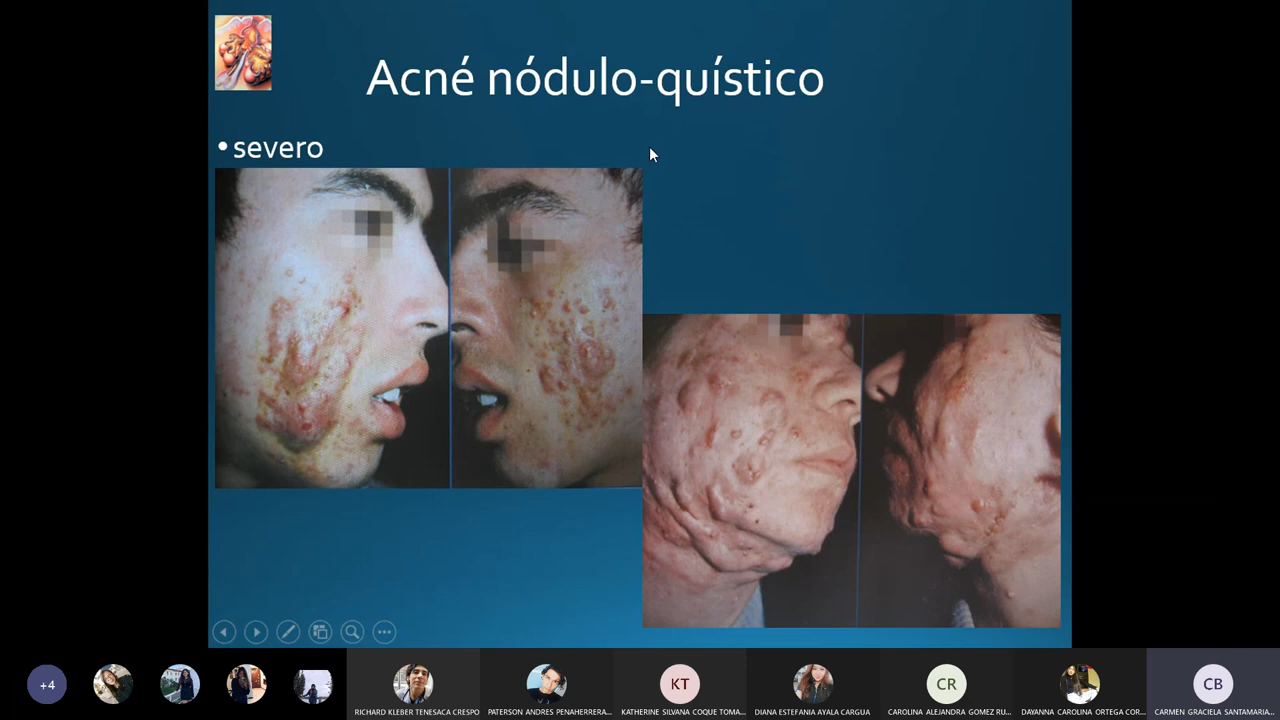 Acné nódulo-quístico
• severo
+4
RICHARD KLEBER TENESACA CRESPO
PATERSON ANDRES PENAHERRERA...
KT
KATHERINE SILVANA COQUE TOMA...
DIANA ESTEFANIA AYALA CARGUA
CR
CAROLINA ALEJANDRA GOMEZ RU...
DAYANNA CAROLINA ORTEGA COR...
CB
CARMEN GRACIELA SANTAMARIA...